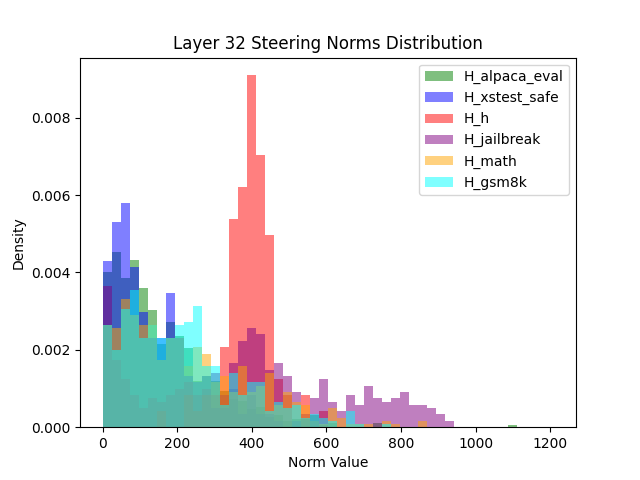 Layer 32 Steering Norms Distribution
H_alpaca_eval
H_xstest_safe
H_h
H_jailbreak
H_math
H_gsm8k
Density
0.008
0.006
0.004
0.002
0.000
0 200 400 600 800 1000 1200
Norm Value